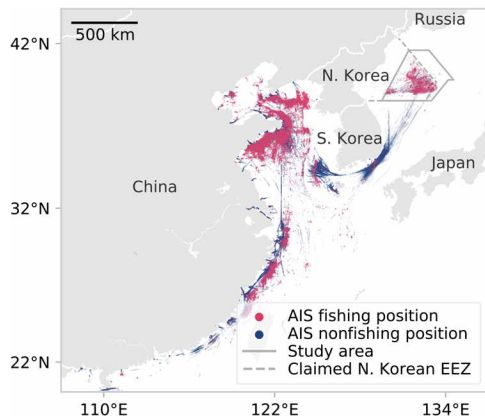 42°N
500 km
Russia
N. Korea
S. Korea
Japan
China
32°N
AIS fishing position
AIS nonfishing position
Study area
Claimed N. Korean EEZ
22°N
110°E
122°E
134°E